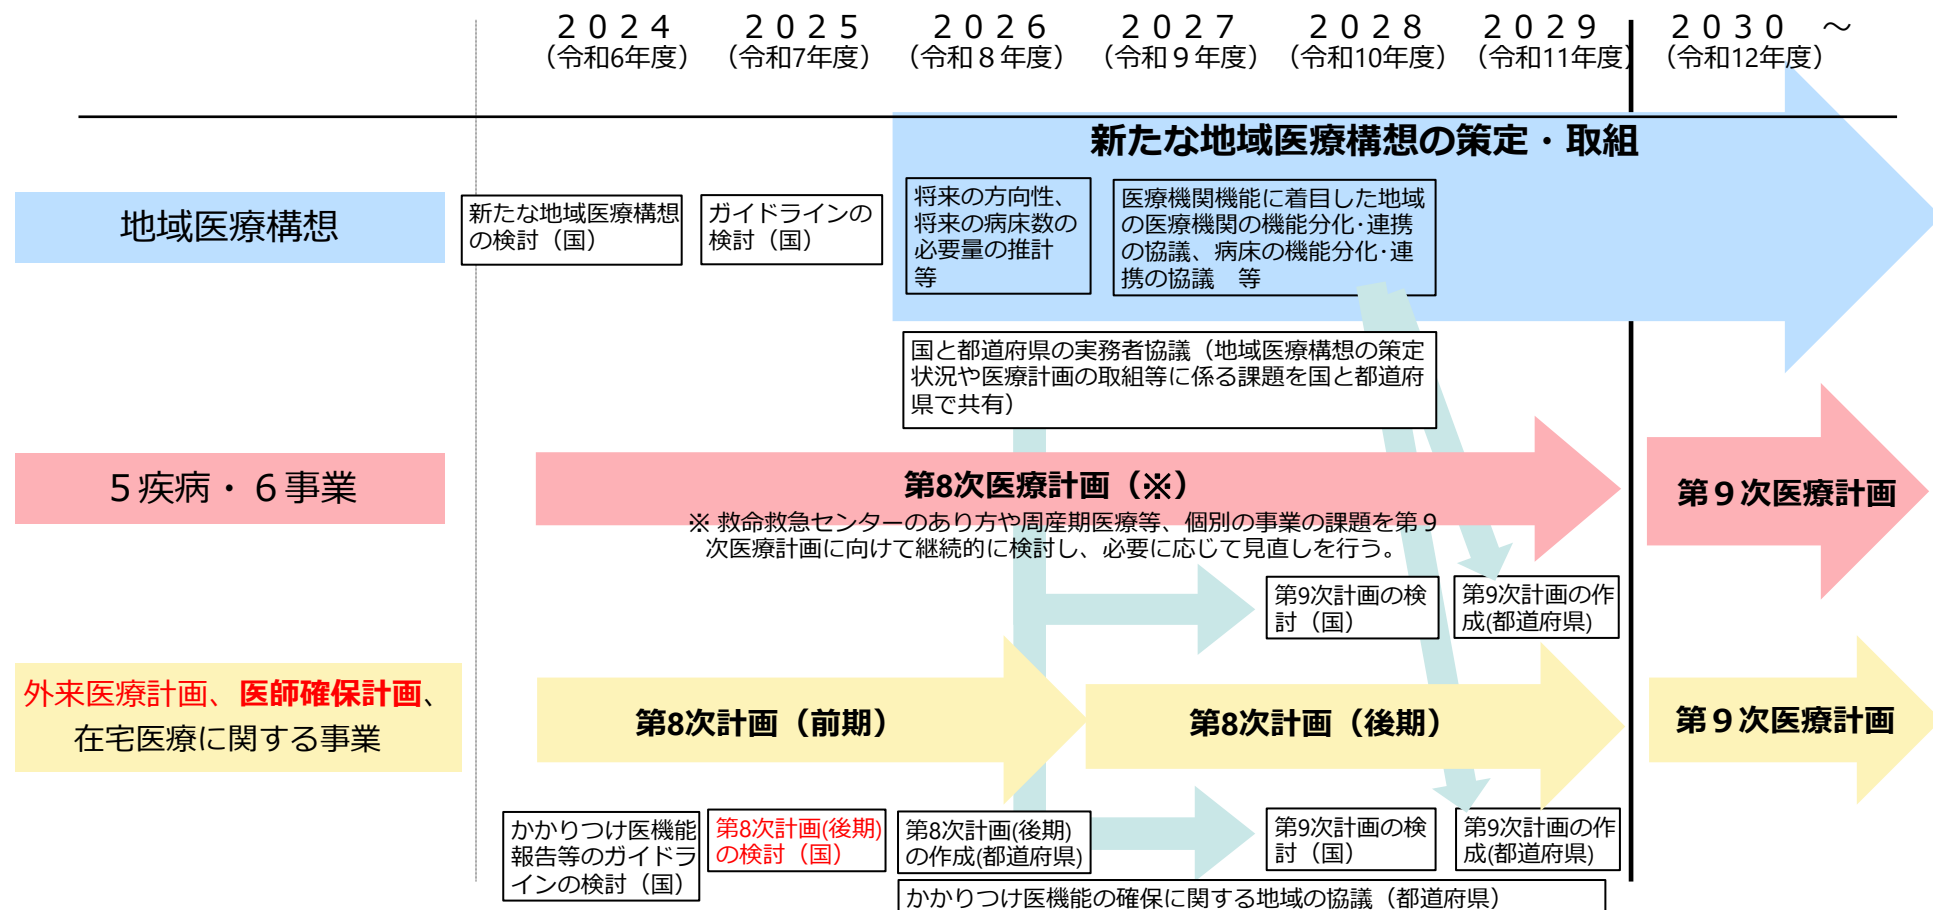 ２０２４
（令和6年度）
２０２５
（令和7年度）
２０２６
（令和８年度）
２０２７
（令和９年度）
２０２８
（令和10年度）
２０２９
（令和11年度）
２０３０　～
（令和12年度）
新たな地域医療構想の策定・取組
地域医療構想
新たな地域医療構想
の検討（国）
ガイドラインの
検討（国）
将来の方向性、
将来の病床数の
必要量の推計
等
医療機関機能に着目した地域
の医療機関の機能分化・連携
の協議、病床の機能分化・連
携の協議　等
国と都道府県の実務者協議（地域医療構想の策定
状況や医療計画の取組等に係る課題を国と都道府
県で共有）
５疾病・６事業
第8次医療計画（※）
※ 救命救急センターのあり方や周産期医療等、個別の事業の課題を第９
次医療計画に向けて継続的に検討し、必要に応じて見直しを行う。
第９次医療計画
第9次計画の検
討（国）
第9次計画の作
成(都道府県)
外来医療計画、医師確保計画、
在宅医療に関する事業
第8次計画（前期）
第8次計画（後期）
第９次医療計画
かかりつけ医機能
報告等のガイドラ
インの検討（国）
第8次計画(後期)
の検討（国）
第8次計画(後期)
の作成(都道府県)
第9次計画の検
討（国）
第9次計画の作
成(都道府県)
かかりつけ医機能の確保に関する地域の協議（都道府県）